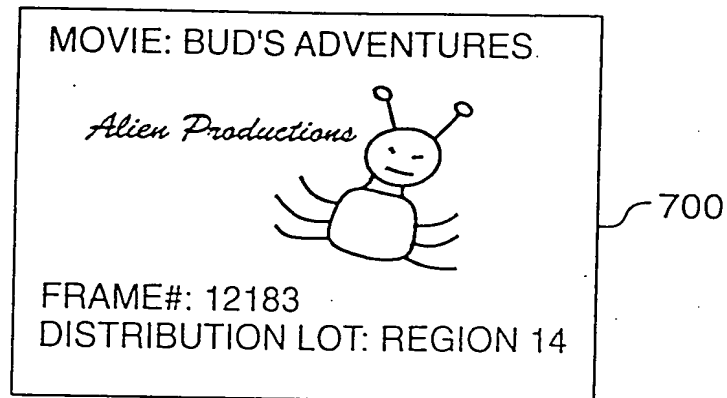 MOVIE: BUD'S ADVENTURES
Alien Productions
700
FRAME#: 12183
DISTRIBUTION LOT: REGION 14